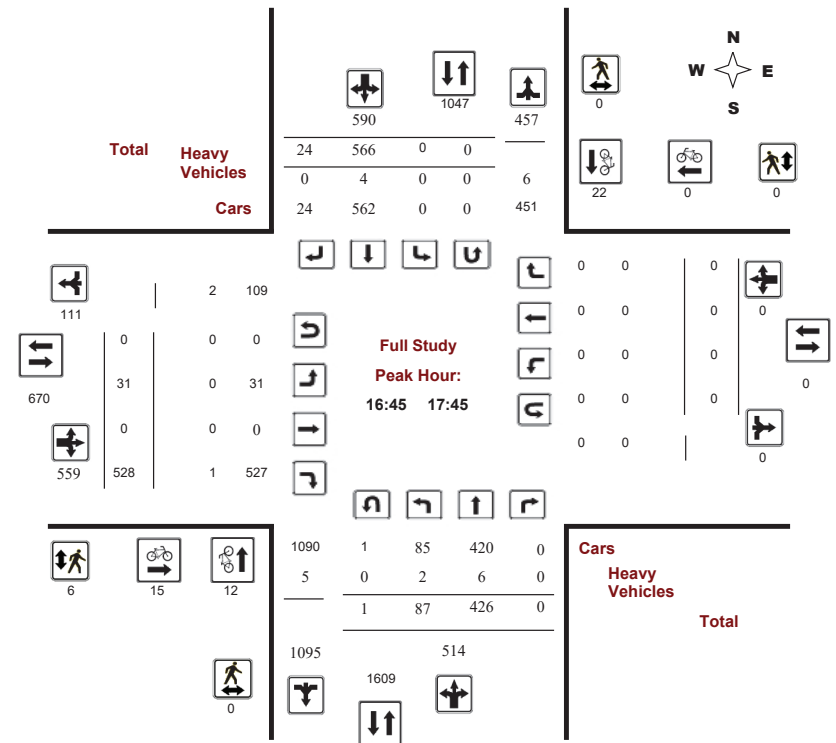 N
W E
S
1047
590 457
0
Total Heavy Vehicles
24 566 0 0
0 4 0 0 6
Cars 24 562 0 0 451
22 0 0
111
2 109
0 0 0
670
31 0 31
0 0 0
559 528 1 527
Full Study
Peak Hour:
16:45 17:45
0 0 0
0
0 0 0
0 0 0
0
0 0 0
0 0
0
6 15 12
0
1090 1 85 420 0
5 0 2 6 0
1 87 426 0
1095 514
1609
Cars
Heavy
Vehicles
Total